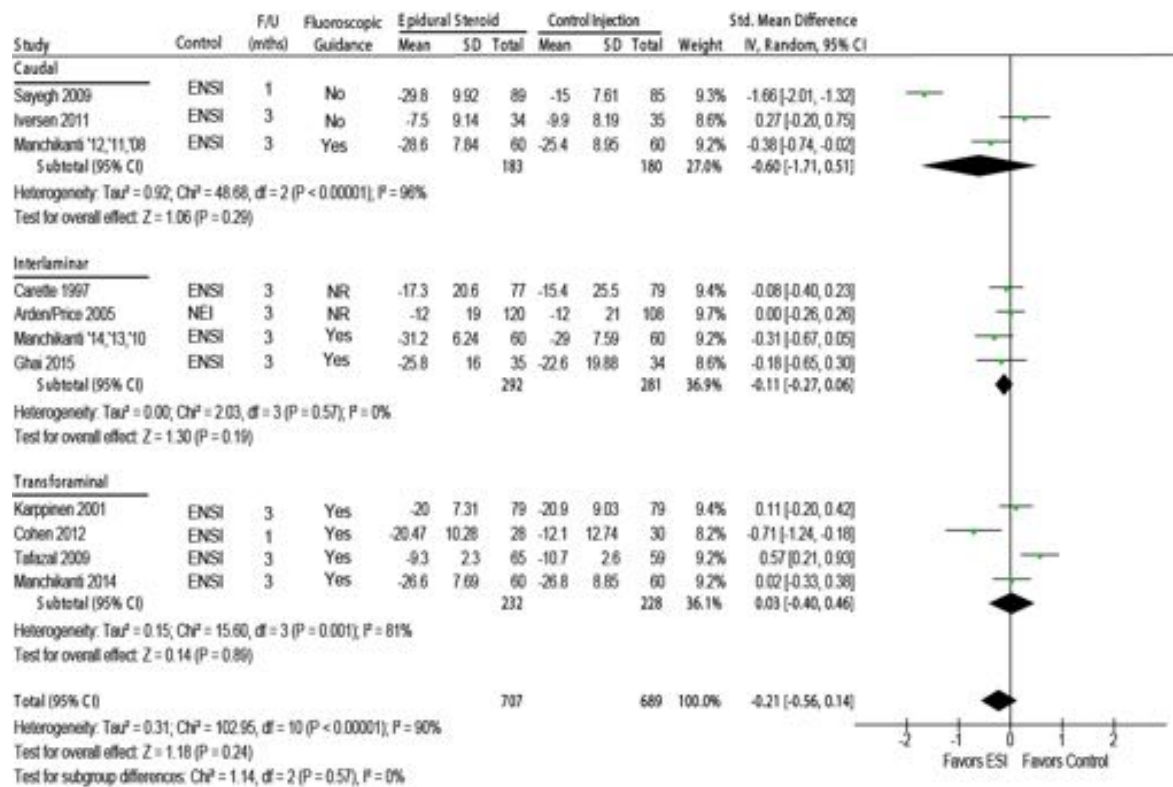 F/U Fluoroscopic Epidural Steroid Control Injection Std. Mean Difference
Study Control (mths) Guidance Mean SD Total Mean SD Total Weight IV, Random, 95% CI
Caudal
Sayegh 2009 ENSI 1 No -29.8 9.92 89 -15 7.61 85 9.3% -1.66 [-2.01, -1.32]
Iversen 2011 ENSI 3 No -7.5 9.14 34 -9.9 8.19 35 8.6% 0.27 [-0.20, 0.75]
Manchikanti '12,'11,'08 ENSI 3 Yes -28.6 7.84 60 -25.4 8.95 60 9.2% -0.38 [-0.74, -0.02]
Subtotal (95% CI) 183 180 27.0% -0.60 [-1.71, 0.51]
Heterogeneity: Tau² = 0.92; Chi² = 48.68, df = 2 (P < 0.00001); I² = 96%
Test for overall effect: Z = 1.06 (P = 0.29)
Interlaminar
Carette 1997 ENSI 3 NR -17.3 20.6 77 -15.4 25.5 79 9.4% -0.08 [-0.40, 0.23]
Arden/Price 2005 NEI 3 NR -12 19 120 -12 21 108 9.7% 0.00 [-0.26, 0.26]
Manchikanti '14,'13,'10 ENSI 3 Yes -31.2 6.24 60 -29 7.59 60 9.2% -0.31 [-0.67, 0.05]
Ghai 2015 ENSI 3 Yes -25.8 16 35 -22.6 19.88 34 8.6% -0.18 [-0.65, 0.30]
Subtotal (95% CI) 292 281 36.9% -0.11 [-0.27, 0.06]
Heterogeneity: Tau² = 0.00; Chi² = 2.03, df = 3 (P = 0.57); I² = 0%
Test for overall effect: Z = 1.30 (P = 0.19)
Transforaminal
Karppinen 2001 ENSI 3 Yes -20 7.31 79 -20.9 9.03 79 9.4% 0.11 [-0.20, 0.42]
Cohen 2012 ENSI 1 Yes -20.47 10.28 28 -12.1 12.74 30 8.2% -0.71 [-1.24, -0.18]
Tafazal 2009 ENSI 3 Yes -9.3 2.3 65 -10.7 2.6 59 9.2% 0.57 [0.21, 0.93]
Manchikanti 2014 ENSI 3 Yes -26.6 7.69 60 -26.8 8.85 60 9.2% 0.02 [-0.33, 0.38]
Subtotal (95% CI) 232 228 36.1% 0.03 [-0.40, 0.46]
Heterogeneity: Tau² = 0.15; Chi² = 15.60, df = 3 (P = 0.001); I² = 81%
Test for overall effect: Z = 0.14 (P = 0.89)
Total (95% CI) 707 689 100.0% -0.21 [-0.56, 0.14]
Heterogeneity: Tau² = 0.31; Chi² = 102.95, df = 10 (P < 0.00001); I² = 90%
Test for overall effect: Z = 1.18 (P = 0.24)
Test for subgroup differences: Chi² = 1.14, df = 2 (P = 0.57), I² = 0%
-2 -1 0 1 2
Favors ESI Favors Control